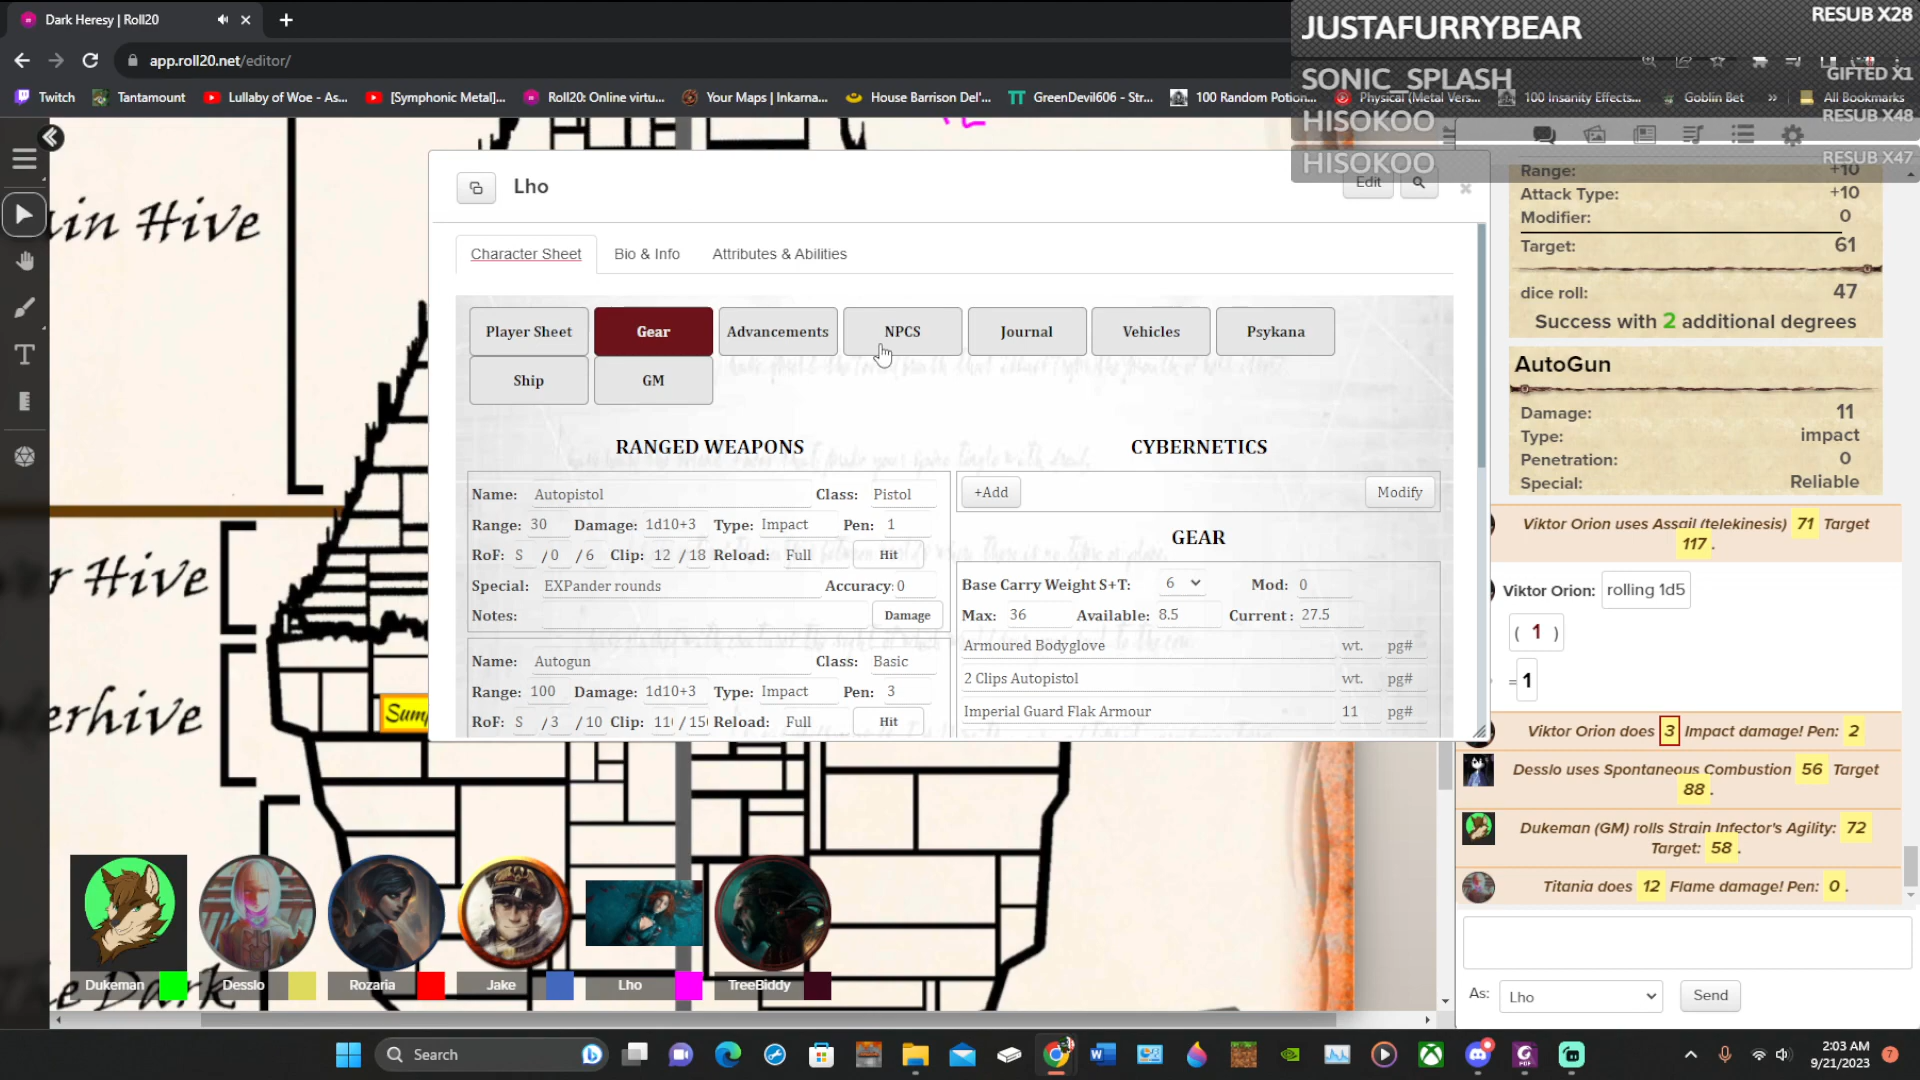 Dark Heresy | Roll20
JUSTAFURRYBEAR
RESUB X28
app.roll20.net/editor/
SONIC_SPLASH
GIFTED X1
Twitch
Tantamount
Lullaby of Woe - As...
[Symphonic Metal]...
Roll20: Online virtu...
Your Maps | Inkarna...
House Barrison Del'...
GreenDevil606 - Str...
100 Random Potion...
Physical (Metal Vers...
100 Insanity Effects...
Goblin Bet
»
All Bookmarks
HISOKOO
RESUB X48
HISOKOO
RESUB X47
Lho
Edit
Character Sheet
Bio & Info
Attributes & Abilities
Player Sheet
Gear
Advancements
NPCS
Journal
Vehicles
Psykana
Ship
GM
RANGED WEAPONS
Name: Autopistol Class: Pistol
Range: 30 Damage: 1d10+3 Type: Impact Pen: 1
RoF: S /0 /6 Clip: 12 /18 Reload: Full Hit
Special: EXPander rounds Accuracy: 0
Notes: Damage
Name: Autogun Class: Basic
Range: 100 Damage: 1d10+3 Type: Impact Pen: 3
RoF: S /3 /10 Clip: 11 /15 Reload: Full Hit
CYBERNETICS
+Add Modify
GEAR
Base Carry Weight S+T: 6 Mod: 0
Max: 36 Available: 8.5 Current: 27.5
Armoured Bodyglove wt. pg#
2 Clips Autopistol wt. pg#
Imperial Guard Flak Armour 11 pg#
in Hive
r Hive
erhive
Sum
e Dark
Range: +10
Attack Type: +10
Modifier: 0
Target: 61
dice roll: 47
Success with 2 additional degrees
AutoGun
Damage: 11
Type: impact
Penetration: 0
Special: Reliable
Viktor Orion uses Assail (telekinesis) 71 Target
117 .
Viktor Orion: rolling 1d5
( 1 )
=1
Viktor Orion does 3 Impact damage! Pen: 2
Desslo uses Spontaneous Combustion 56 Target
88 .
Dukeman (GM) rolls Strain Infector's Agility: 72
Target: 58 .
Titania does 12 Flame damage! Pen: 0 .
Dukeman
Desslo
Rozaria
Jake
Lho
TreeBiddy
As: Lho
Send
Search
2:03 AM
9/21/2023
7